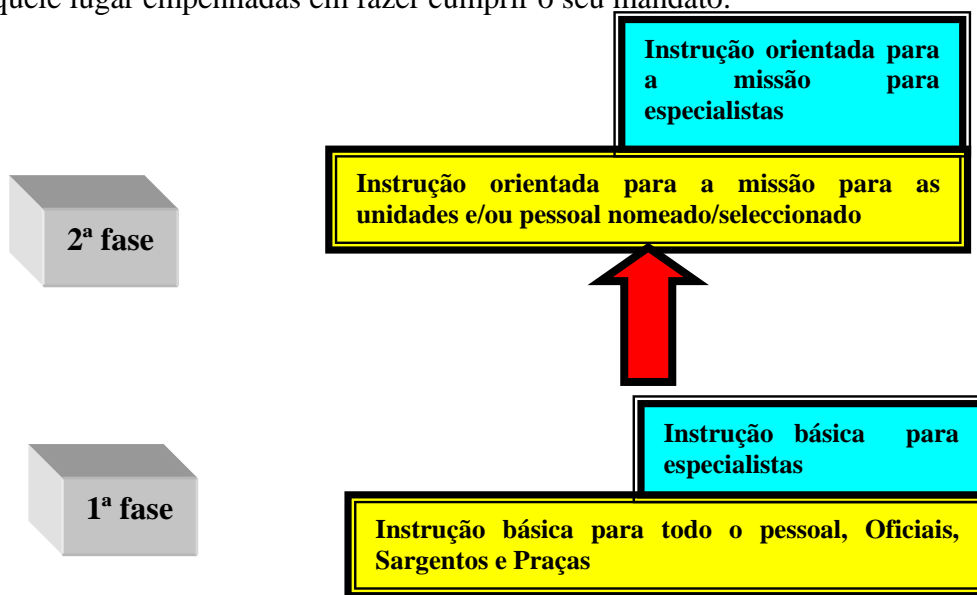 quele lugar empenhadas em fazer cumprir o seu mandato.
Instrução orientada para
a missão para
especialistas
Instrução orientada para a missão para as
unidades e/ou pessoal nomeado/seleccionado
2ª fase
Instrução básica para
especialistas
1ª fase
Instrução básica para todo o pessoal, Oficiais,
Sargentos e Praças